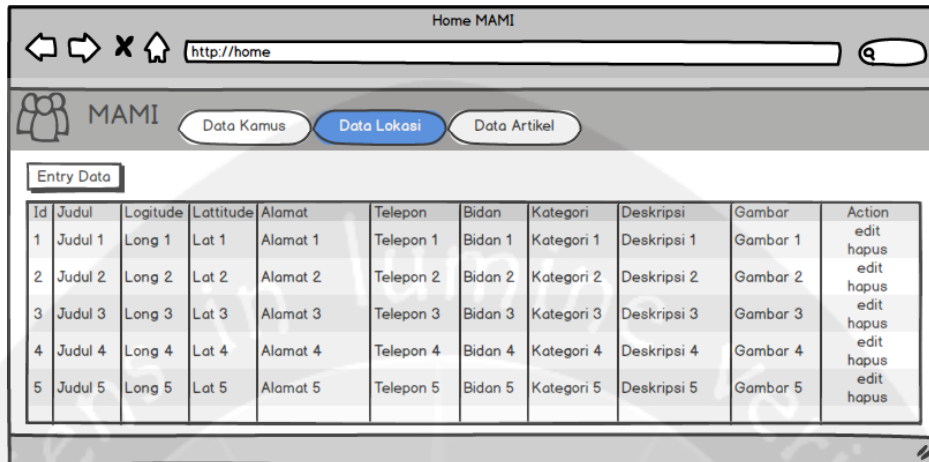 Home MAMI
http://home
MAMI Data Kamus Data Lokasi Data Artikel
Entry Data
Id Judul Logitude Lattitude Alamat Telepon Bidan Kategori Deskripsi Gambar Action
1 Judul 1 Long 1 Lat 1 Alamat 1 Telepon 1 Bidan 1 Kategori 1 Deskripsi 1 Gambar 1 edit hapus
2 Judul 2 Long 2 Lat 2 Alamat 2 Telepon 2 Bidan 2 Kategori 2 Deskripsi 2 Gambar 2 edit hapus
3 Judul 3 Long 3 Lat 3 Alamat 3 Telepon 3 Bidan 3 Kategori 3 Deskripsi 3 Gambar 3 edit hapus
4 Judul 4 Long 4 Lat 4 Alamat 4 Telepon 4 Bidan 4 Kategori 4 Deskripsi 4 Gambar 4 edit hapus
5 Judul 5 Long 5 Lat 5 Alamat 5 Telepon 5 Bidan 5 Kategori 5 Deskripsi 5 Gambar 5 edit hapus
in lumine